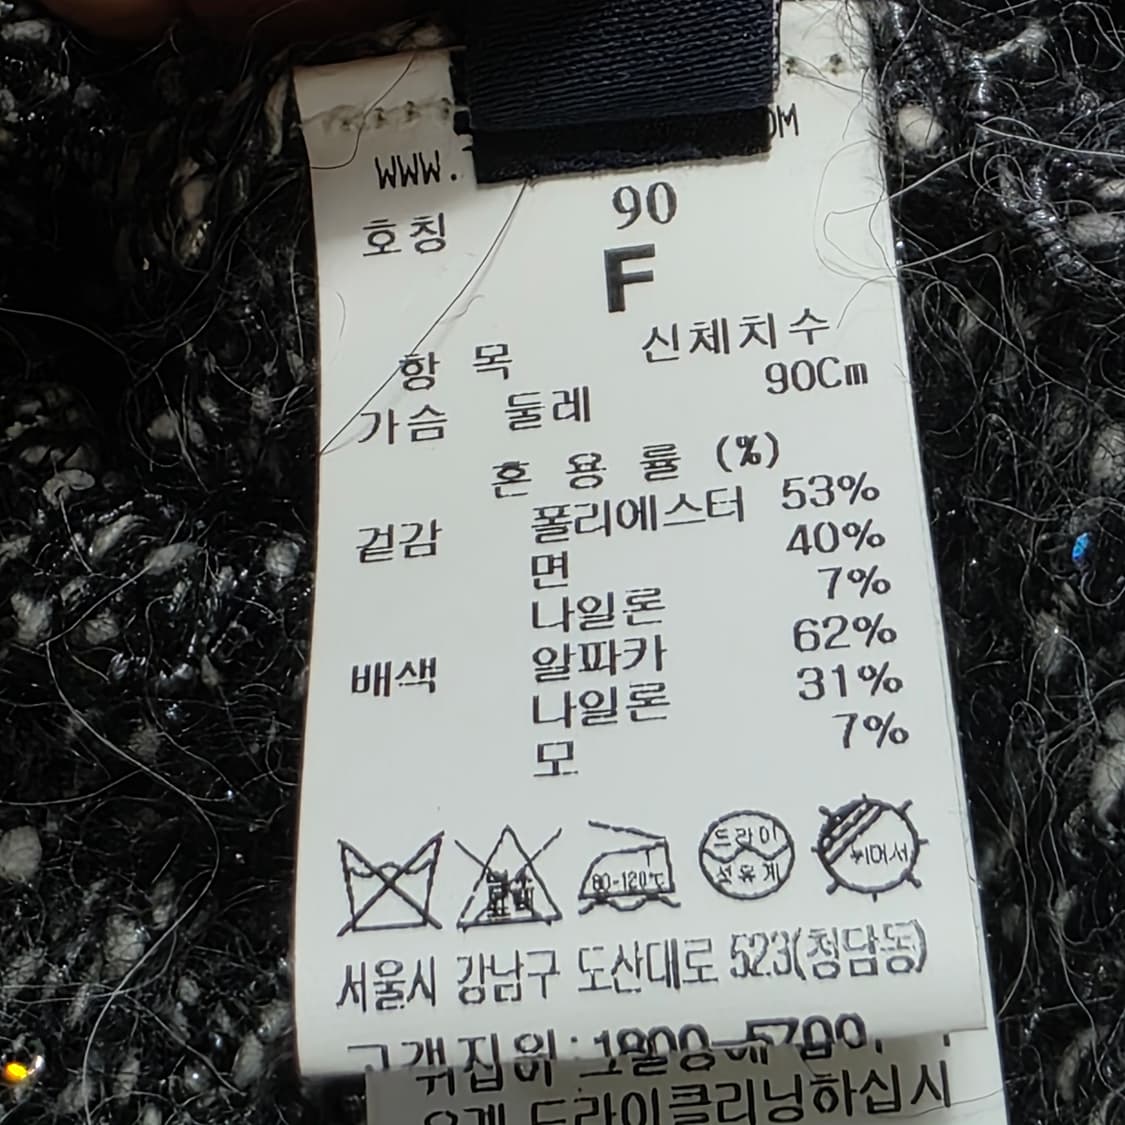 WWW. OM
호칭 90
F
항 목 신체치수
가슴 둘레 90Cm
혼 용 률 (%)
겉감 폴리에스터 53%
면 40%
나일론 7%
배색 알파카 62%
나일론 31%
모 7%
80-120℃ 드라이 석유계 뉘어서
서울시 강남구 도산대로 523(청담동)
드라이클리닝하십시